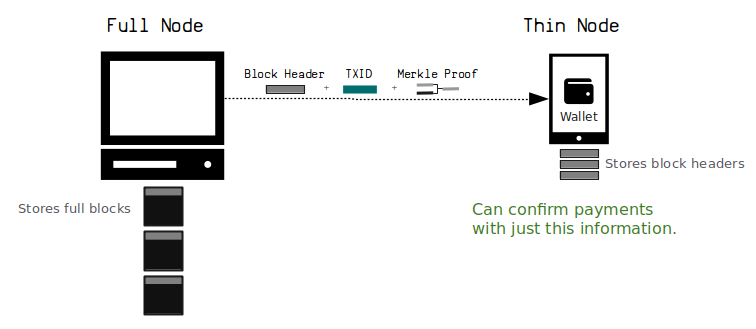 Full Node
Thin Node
Block Header + TXID + Merkle Proof
Wallet
Stores block headers
Stores full blocks
Can confirm payments
with just this information.